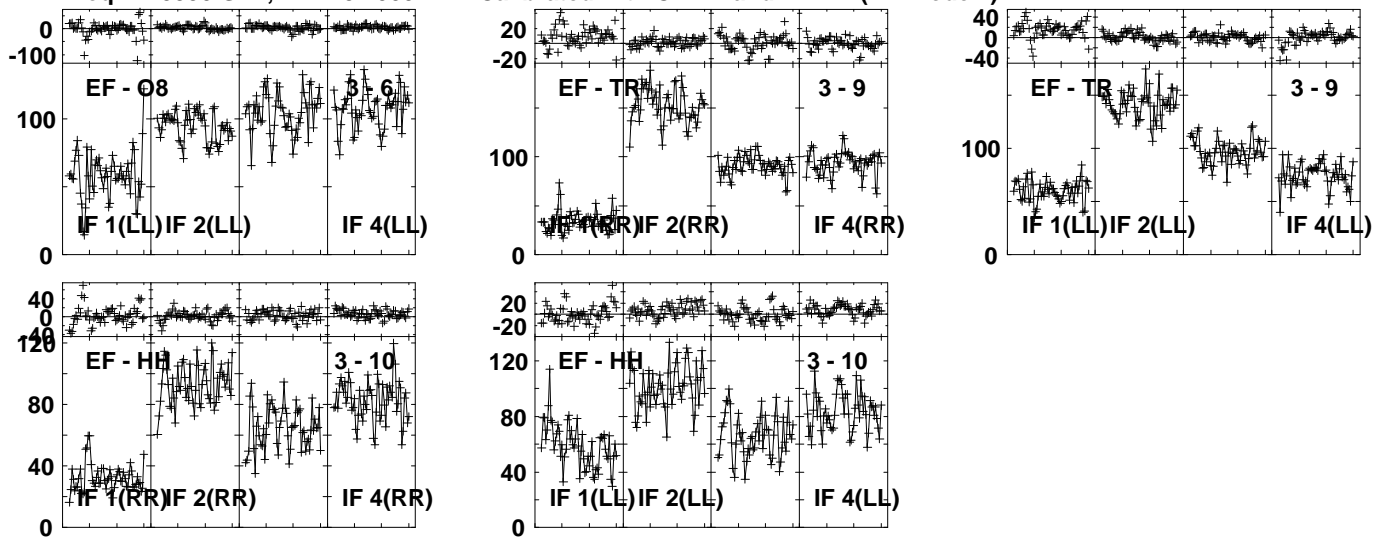 0
-100
EF - O8
3 - 6
100
IF 1(LL) IF 2(LL)
IF 4(LL)
0
20
-20
EF - TR
3 - 9
100
IF 1(RR) IF 2(RR)
IF 4(RR)
0
40
0
-40
EF - TR
3 - 9
100
IF 1(LL) IF 2(LL)
IF 4(LL)
0
40
0
-40
120
EF - HH
3 - 10
80
40
IF 1(RR) IF 2(RR)
IF 4(RR)
0
20
-20
120
EF - HH
3 - 10
80
40
IF 1(LL) IF 2(LL)
IF 4(LL)
0